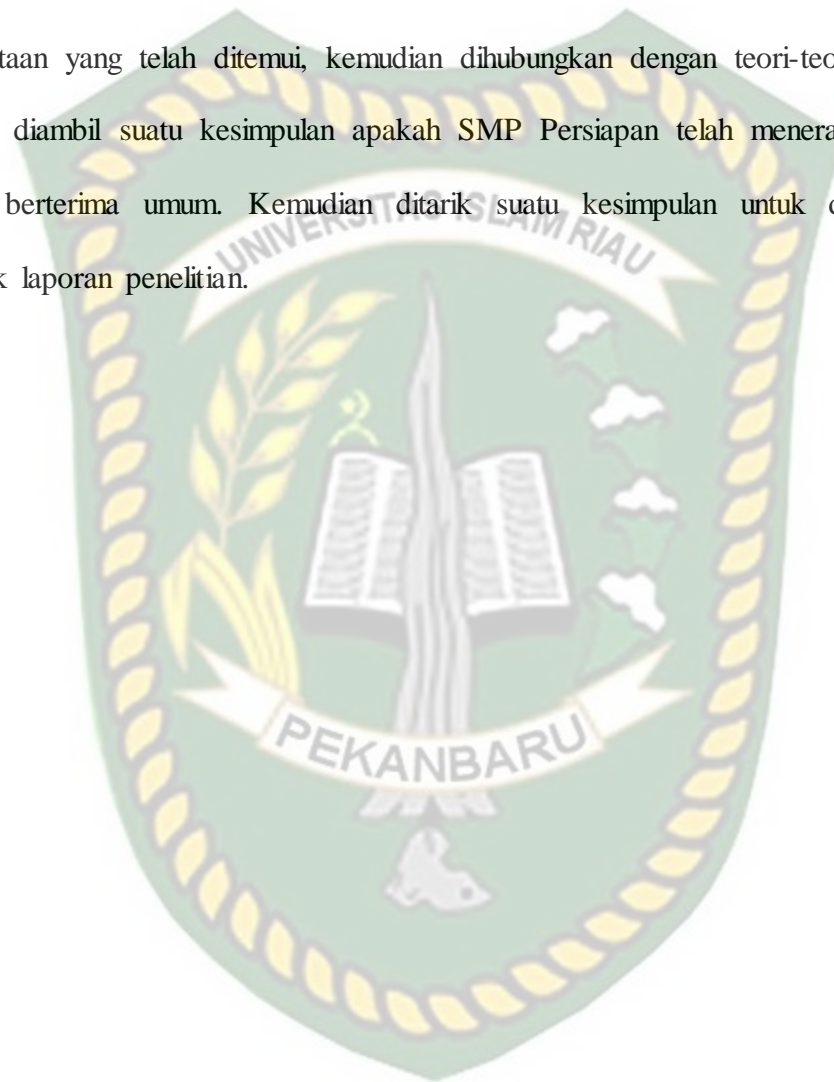 taan yang telah ditemui, kemudian dihubungkan dengan teori-teo
diambil suatu kesimpulan apakah SMP Persiapan telah menera
berterima umum. Kemudian ditarik suatu kesimpulan untuk d
k laporan penelitian.
UNIVERSITAS ISLAM RIAU
PEKANBARU